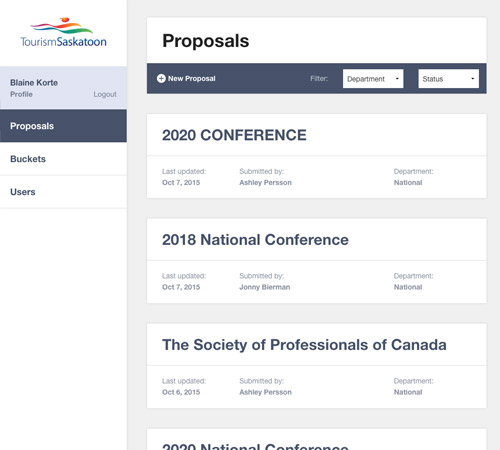 TourismSaskatoon
Blaine Korte
Profile Logout
Proposals
Buckets
Users
Proposals
New Proposal Filter: Department Status
2020 CONFERENCE
Last updated: Submitted by: Department:
Oct 7, 2015 Ashley Persson National
2018 National Conference
Last updated: Submitted by: Department:
Oct 7, 2015 Jonny Bierman National
The Society of Professionals of Canada
Last updated: Submitted by: Department:
Oct 6, 2015 Ashley Persson National
2020 National Conference